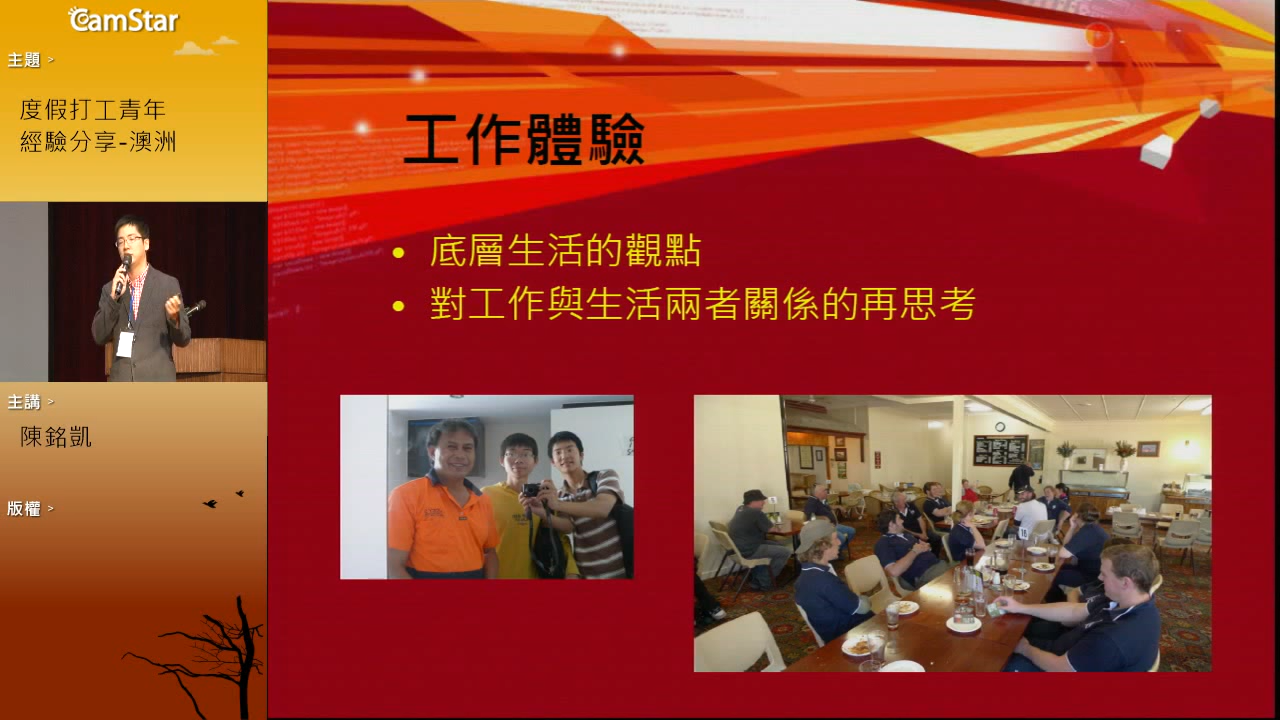 CamStar
主題 >
度假打工青年
經驗分享-澳洲
主講 >
陳銘凱
版權 >
工作體驗
• 底層生活的觀點
• 對工作與生活兩者關係的再思考